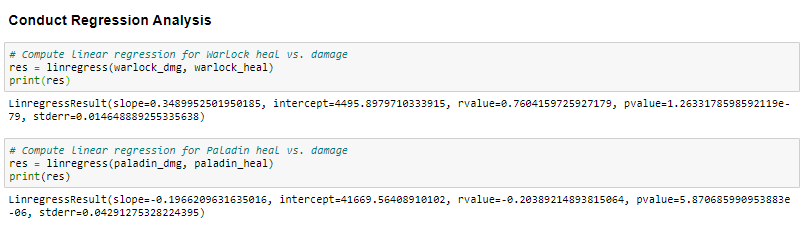 Conduct Regression Analysis
# Compute Linear regression for Warlock heal vs. damage
res = linregress(warlock_dmg, warlock_heal)
print(res)
LinregressResult(slope=0.3489952501950185, intercept=4495.8979710333915, rvalue=0.7604159725927179, pvalue=1.2633178598592119e-
79, stderr=0.014648889255335638)
# Compute Linear regression for Paladin heal vs. damage
res = linregress(paladin_dmg, paladin_heal)
print(res)
LinregressResult(slope=-0.1966209631635016, intercept=41669.56408910102, rvalue=-0.20389214893815064, pvalue=5.870685990953883e
-06, stderr=0.04291275328224395)